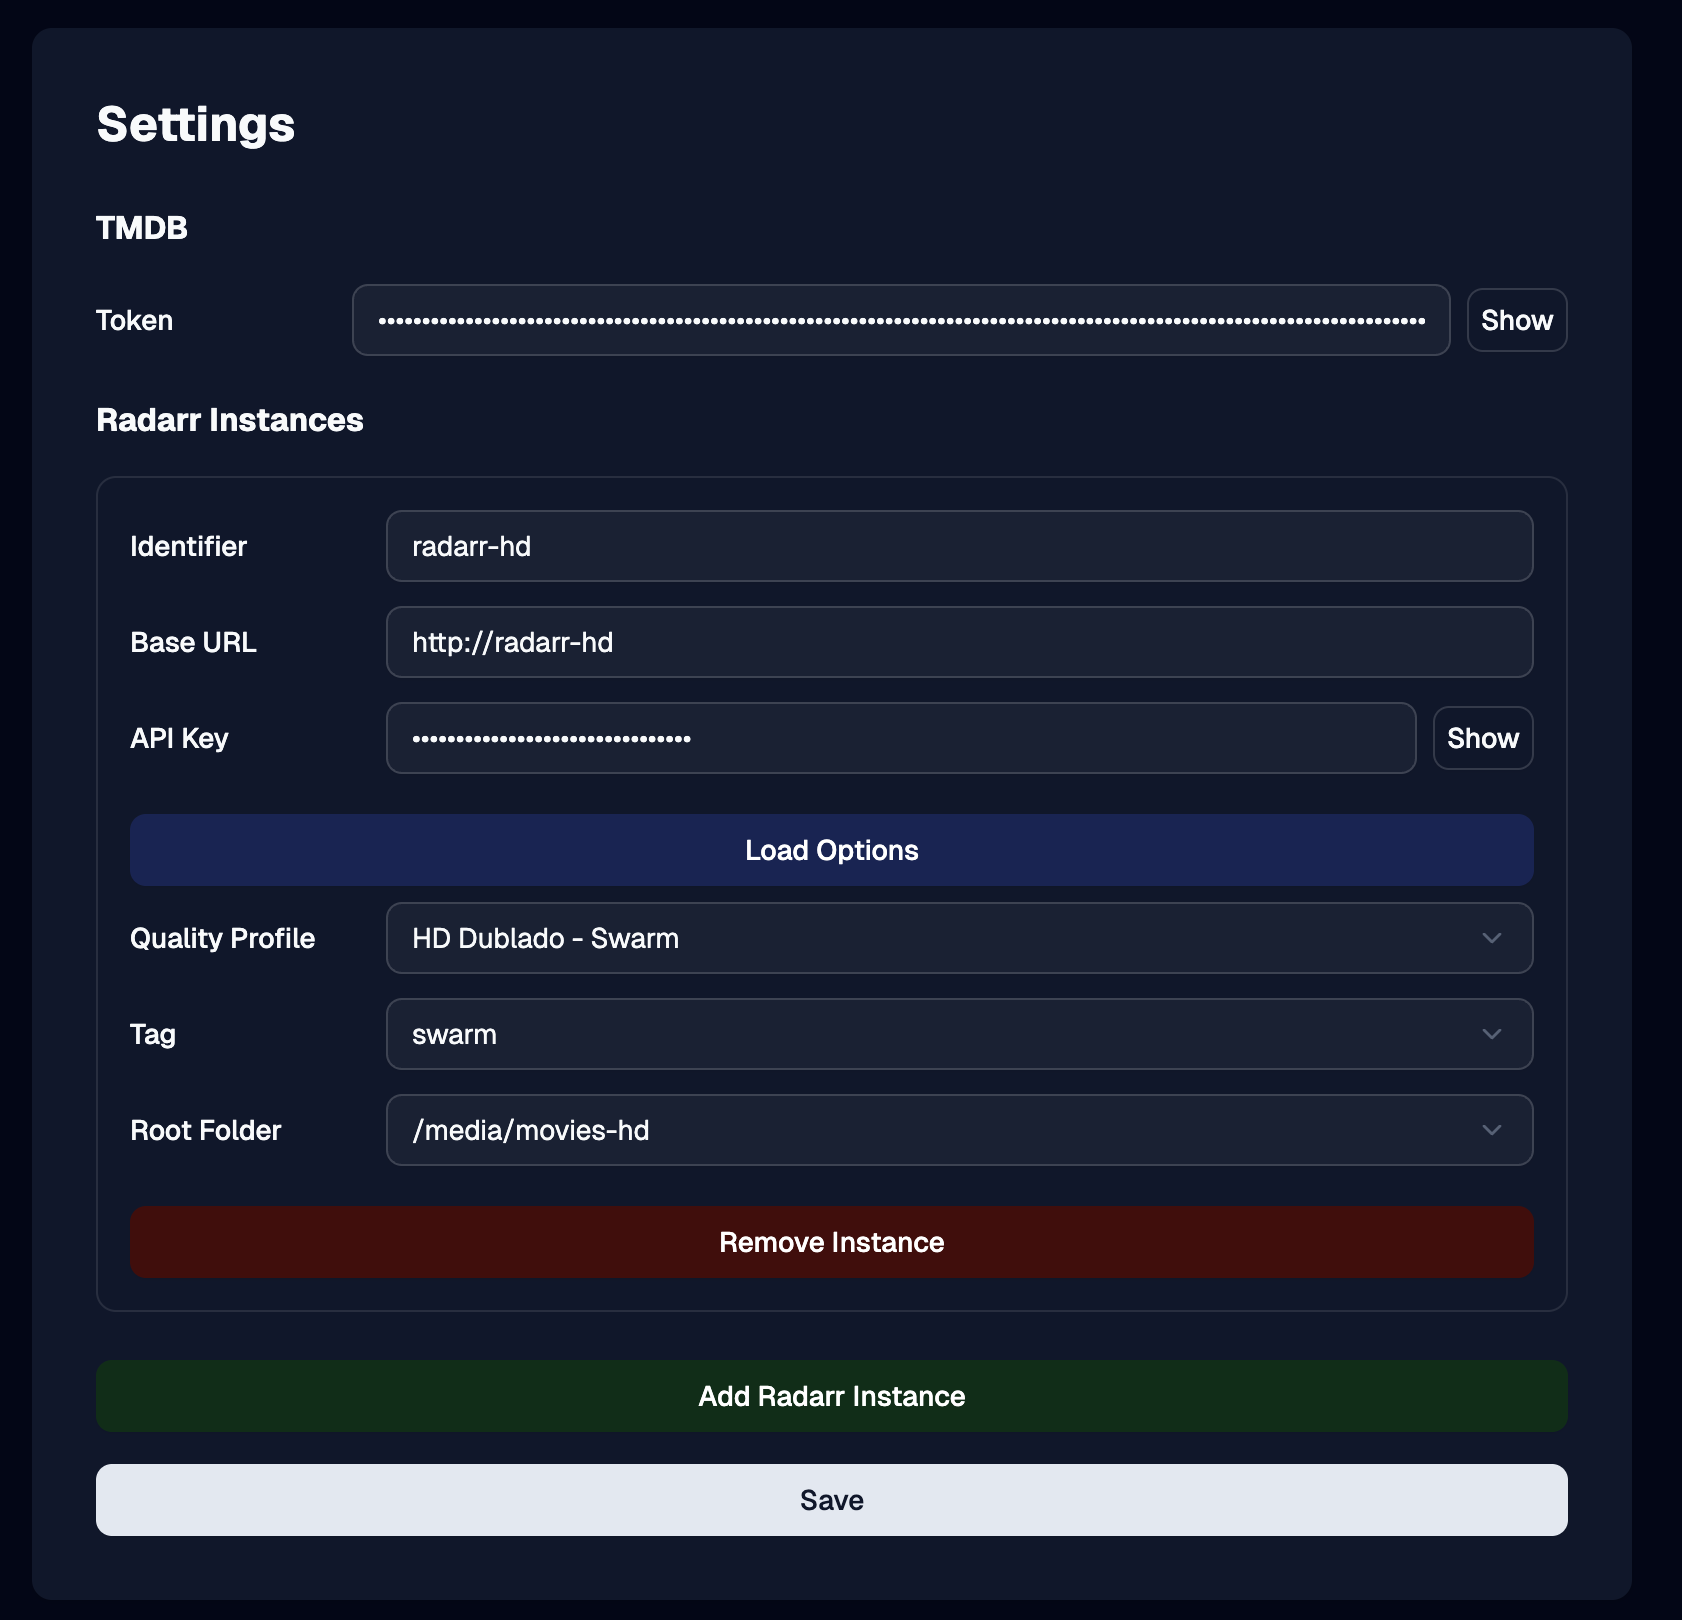 Settings
TMDB
Token
Show
Radarr Instances
Identifier
radarr-hd
Base URL
http://radarr-hd
API Key
Show
Load Options
Quality Profile
HD Dublado - Swarm
Tag
swarm
Root Folder
/media/movies-hd
Remove Instance
Add Radarr Instance
Save